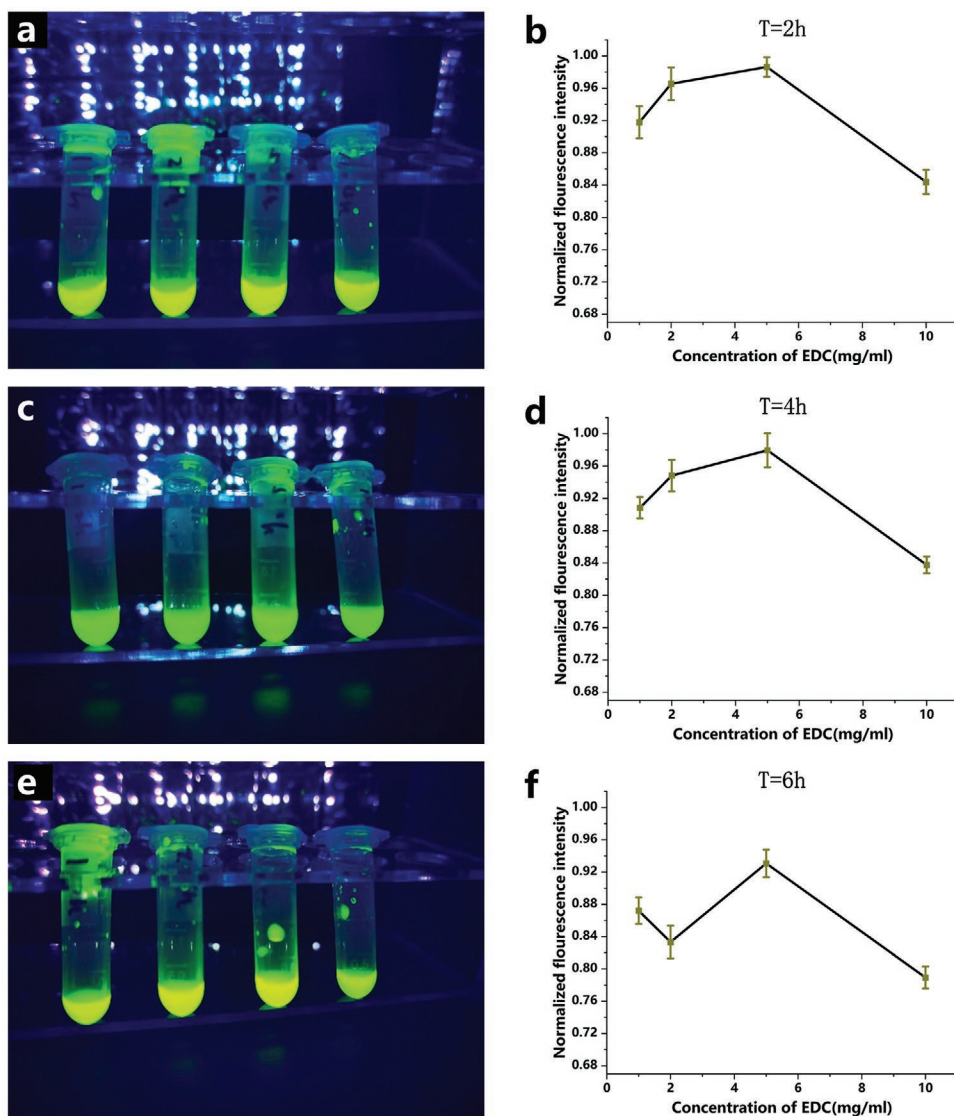 a
b
T=2h
Normalized flourescence intensity
1.00
0.96
0.92
0.88
0.84
0.80
0.76
0.72
0.68
0 2 4 6 8 10
Concentration of EDC(mg/ml)
c
d
T=4h
Normalized flourescence intensity
1.00
0.96
0.92
0.88
0.84
0.80
0.76
0.72
0.68
0 2 4 6 8 10
Concentration of EDC(mg/ml)
e
f
T=6h
Normalized flourescence intensity
1.00
0.96
0.92
0.88
0.84
0.80
0.76
0.72
0.68
0 2 4 6 8 10
Concentration of EDC(mg/ml)